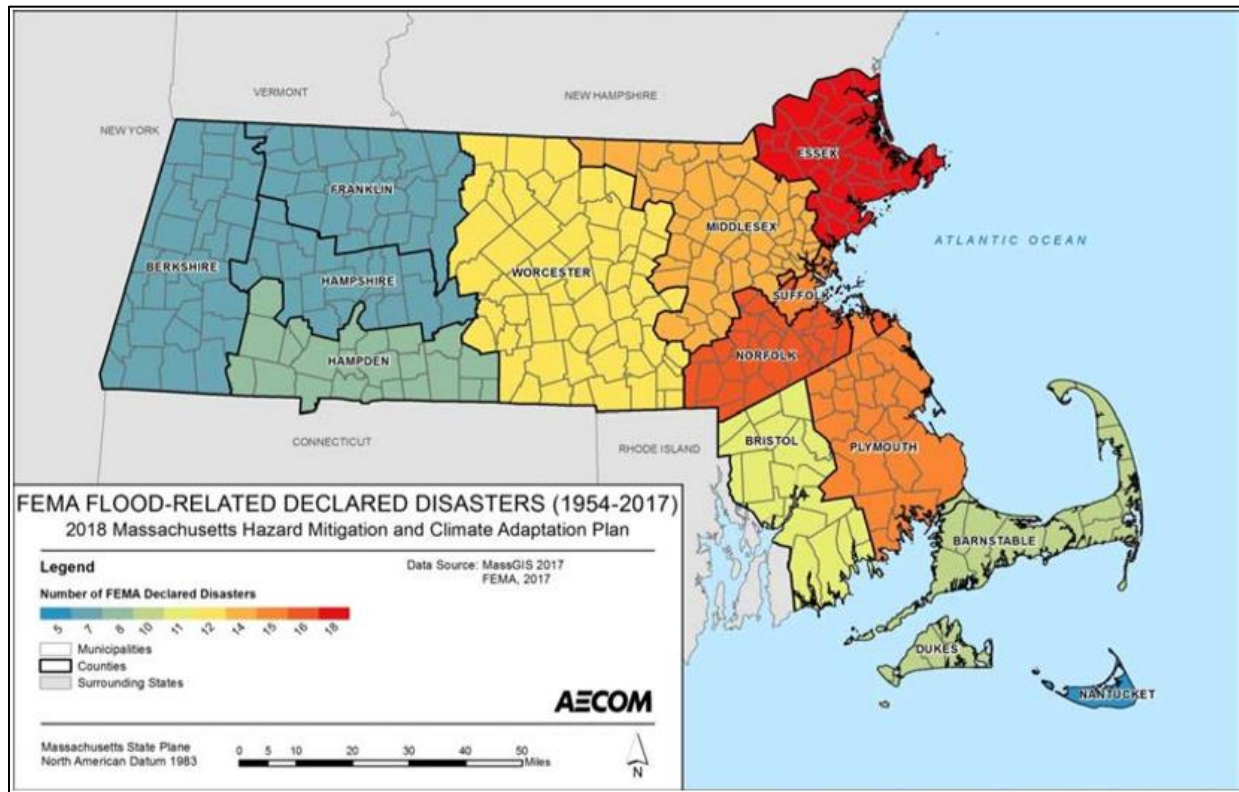 VERMONT
NEW HAMPSHIRE
NEW YORK
ESSEX
FRANKLIN
MIDDLESEX
ATLANTIC OCEAN
BERKSHIRE
HAMPSHIRE
WORCESTER
SUFFOLK
HAMPDEN
NORFOLK
CONNECTICUT
RHODE ISLAND
BRISTOL
PLYMOUTH
BARNSTABLE
DUKES
NANTUCKET
FEMA FLOOD-RELATED DECLARED DISASTERS (1954-2017)
2018 Massachusetts Hazard Mitigation and Climate Adaptation Plan
Legend
Data Source: MassGIS 2017
FEMA, 2017
Number of FEMA Declared Disasters
5 7 8 10 11 12 14 15 16 18
Municipalities
Counties
Surrounding States
AECOM
Massachusetts State Plane
North American Datum 1983
0 5 10 20 30 40 50
Miles
N